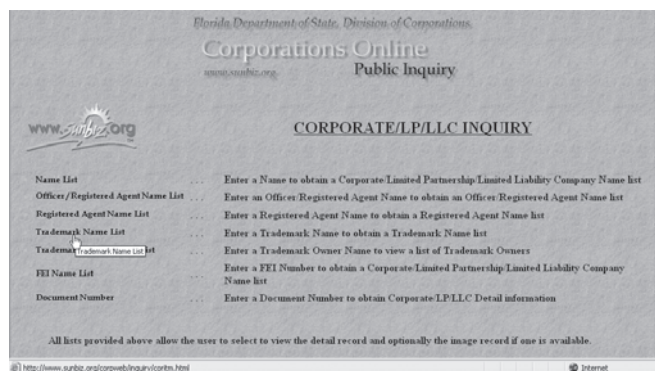 Florida Department of State, Division of Corporations
Corporations Online
www.sunbiz.org
Public Inquiry
www.sunbiz.org
CORPORATE/LP/LLC INQUIRY
Name List . . . Enter a Name to obtain a Corporate/Limited Partnership/Limited Liability Company Name list
Officers/Registered Agent Name List . . . Enter an Officer/Registered Agent Name to obtain an Officer/Registered Agent Name list
Registered Agent Name List . . . Enter a Registered Agent Name to obtain a Registered Agent Name list
Trademark Name List . . . Enter a Trademark Name to obtain a Trademark Name list
Trademark Name List . . . Enter a Trademark Owner Name to view a list of Trademark Owners
FEI Name List . . . Enter a FEI Number to obtain a Corporate/Limited Partnership/Limited Liability Company
Name list
Document Number . . . Enter a Document Number to obtain Corporate/LP/LLC Detail information
All lists provided above allow the user to select to view the detail record and optionally the image record if one is available.
http://www.sunbiz.org/corpweb/inquiry/coritm.html Internet